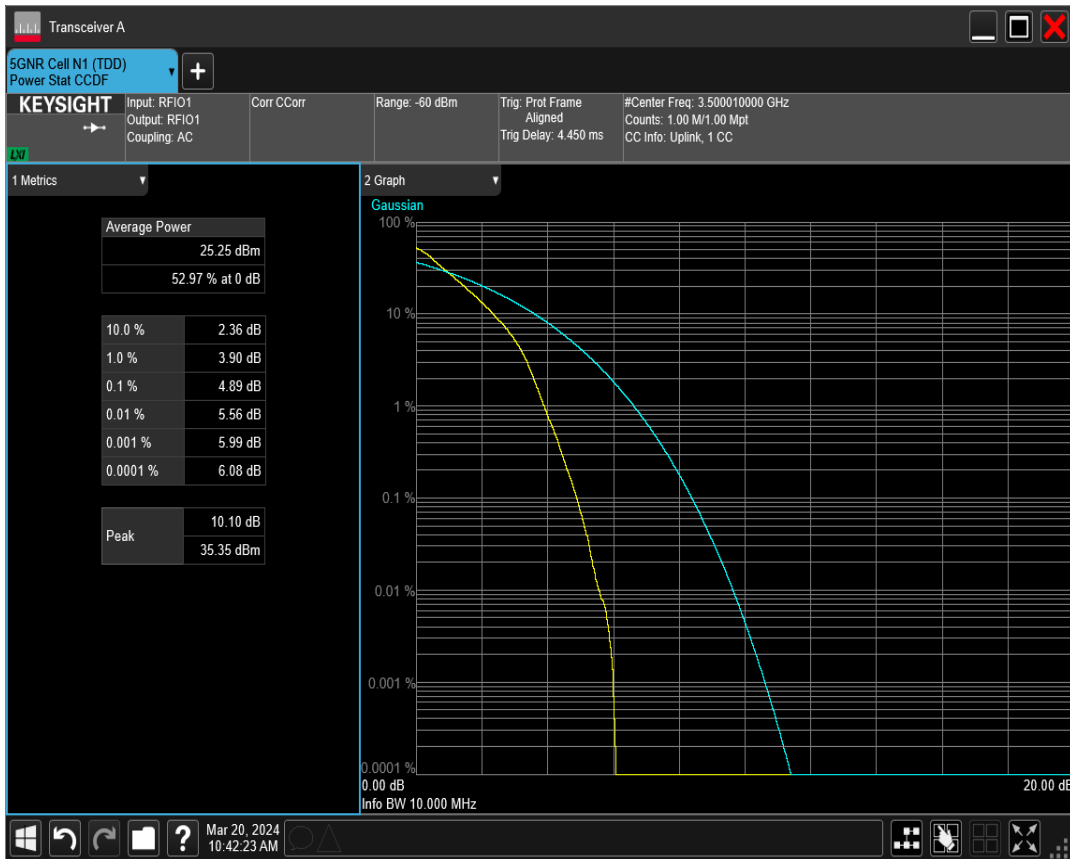 Transceiver A
5GNR Cell N1 (TDD)
Power Stat CCDF
+
KEYSIGHT
LXI
Input: RFIO1
Output: RFIO1
Coupling: AC
Corr CCorr
Range: -60 dBm
Trig: Prot Frame
Aligned
Trig Delay: 4.450 ms
#Center Freq: 3.500010000 GHz
Counts: 1.00 M/1.00 Mpt
CC Info: Uplink, 1 CC
1 Metrics
Average Power
25.25 dBm
52.97 % at 0 dB
10.0 % 2.36 dB
1.0 % 3.90 dB
0.1 % 4.89 dB
0.01 % 5.56 dB
0.001 % 5.99 dB
0.0001 % 6.08 dB
Peak
10.10 dB
35.35 dBm
2 Graph
Gaussian
100 %
10 %
1 %
0.1 %
0.01 %
0.001 %
0.0001 %
0.00 dB
20.00 dB
Info BW 10.000 MHz
?
Mar 20, 2024
10:42:23 AM